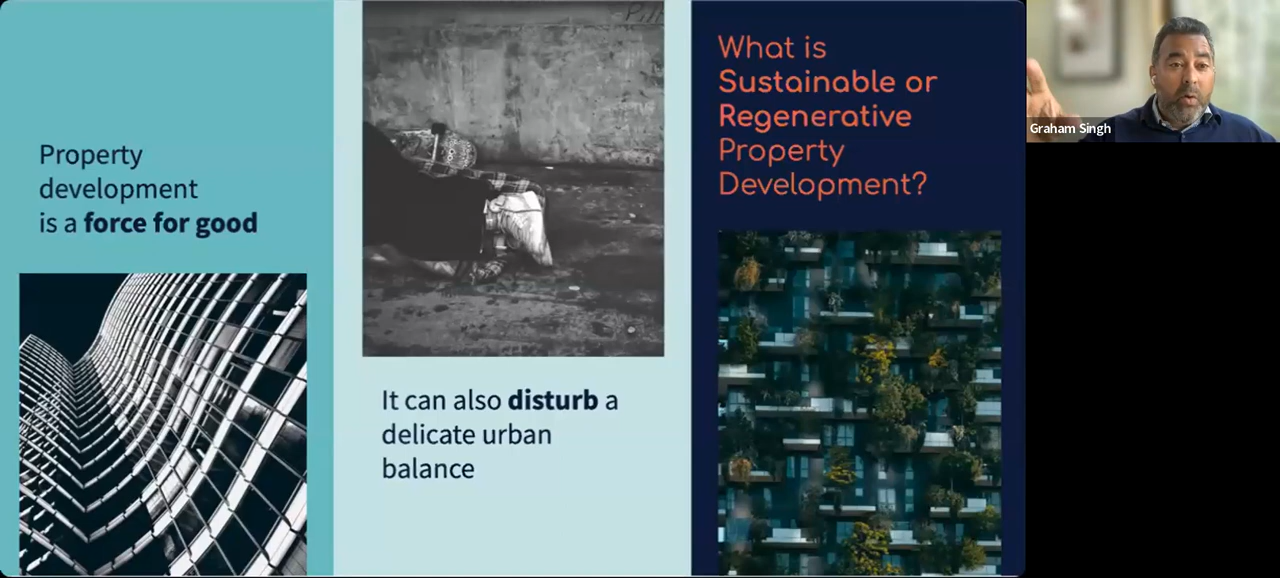 Property
development
is a force for good
It can also disturb a
delicate urban
balance
What is
Sustainable or
Regenerative
Property
Development?
Graham Singh